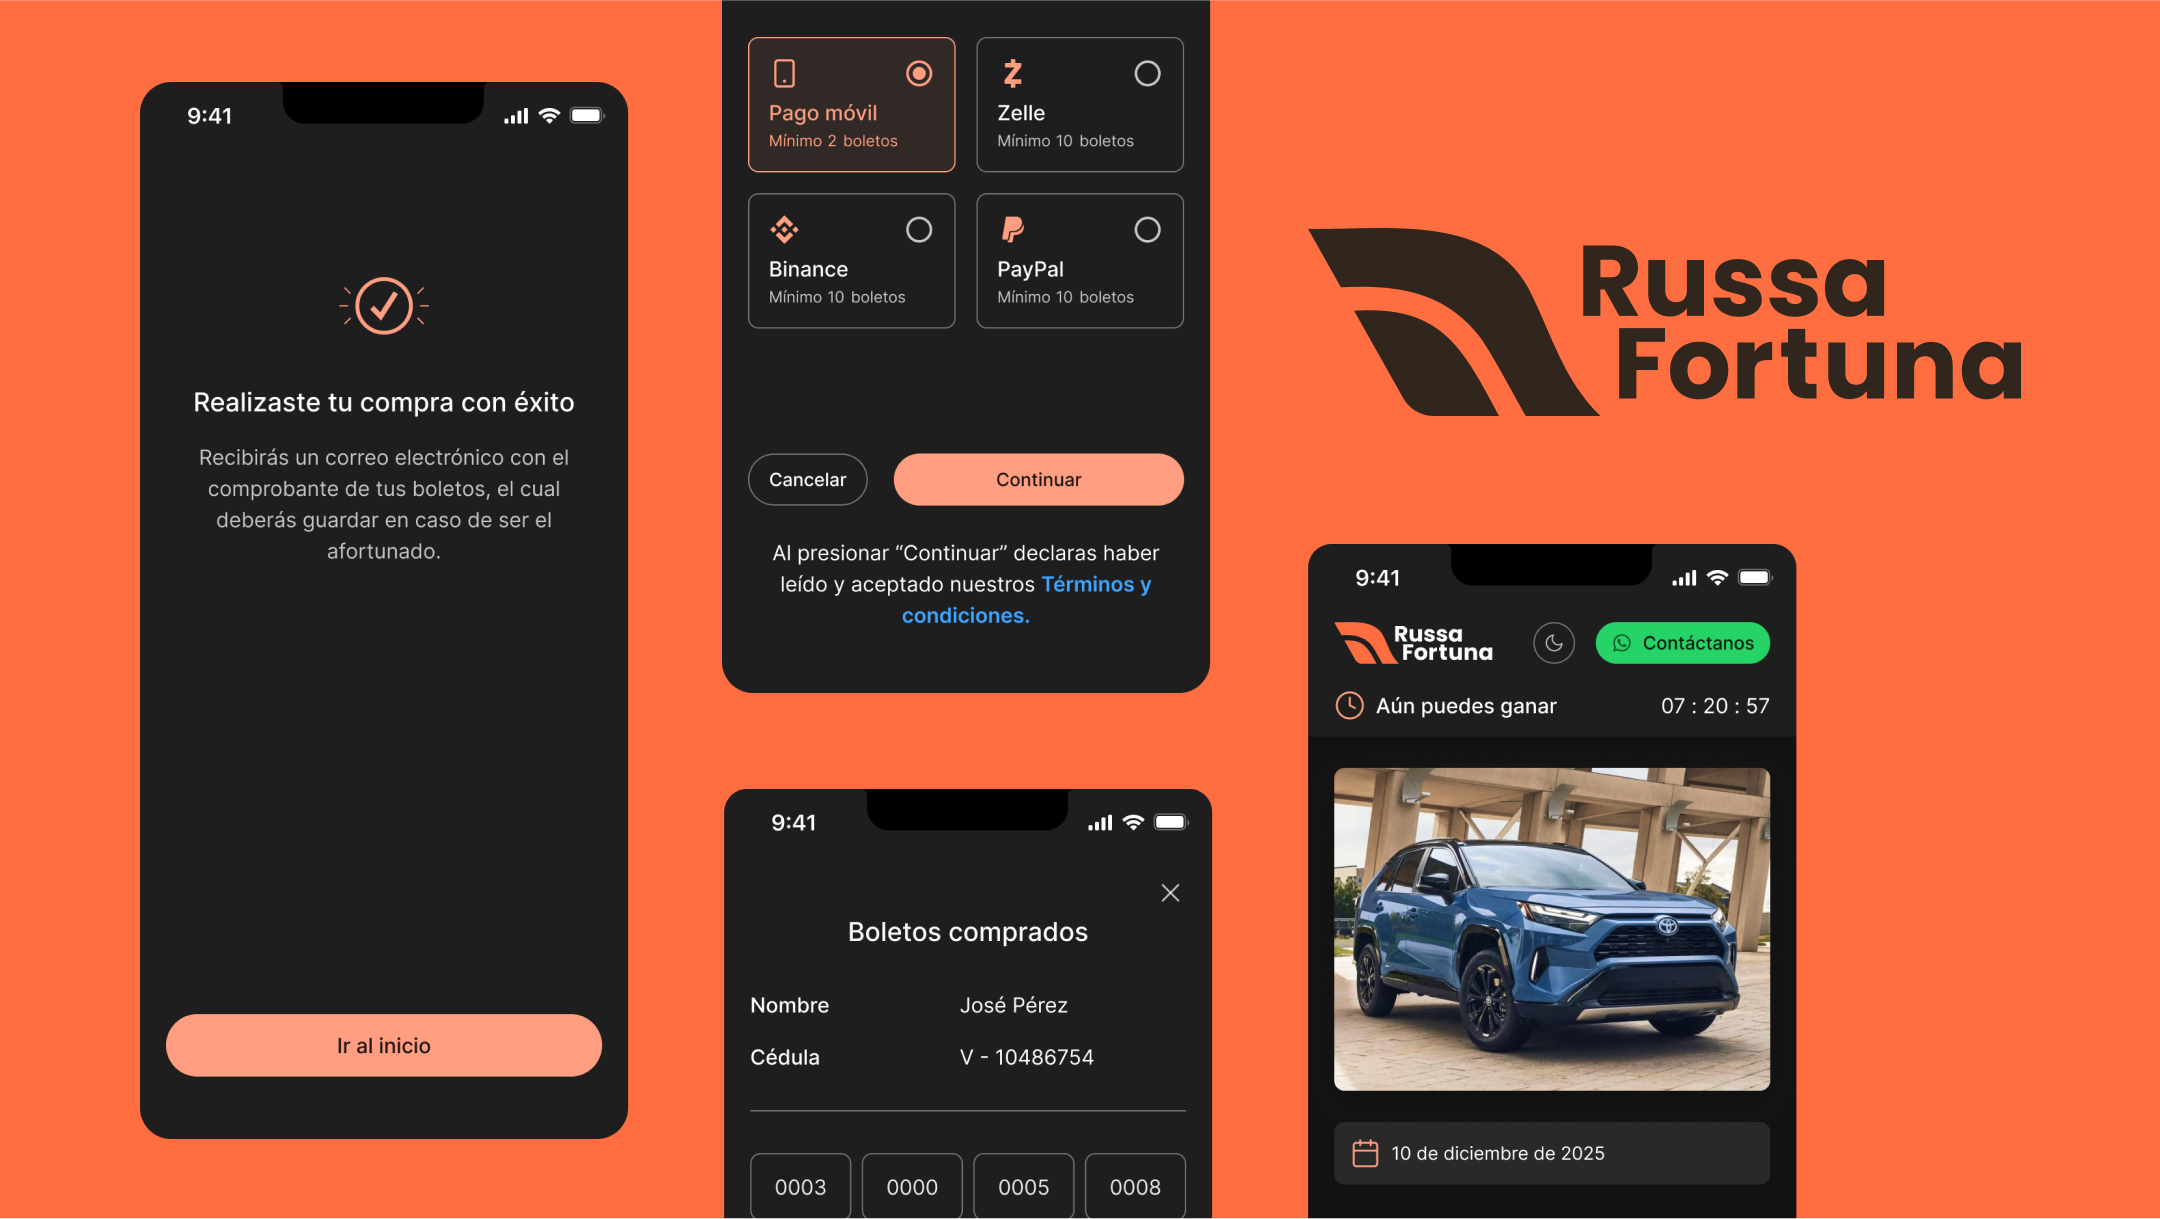 9:41
Realizaste tu compra con éxito
Recibirás un correo electrónico con el
comprobante de tus boletos, el cual
deberás guardar en caso de ser el
afortunado.
Ir al inicio
Pago móvil
Mínimo 2 boletos
Zelle
Mínimo 10 boletos
Binance
Mínimo 10 boletos
PayPal
Mínimo 10 boletos
Cancelar
Continuar
Al presionar “Continuar” declaras haber
leído y aceptado nuestros Términos y
condiciones.
9:41
Boletos comprados
Nombre José Pérez
Cédula V - 10486754
0003 0000 0005 0008
Russa
Fortuna
9:41
Russa
Fortuna
Contáctanos
Aún puedes ganar 07 : 20 : 57
10 de diciembre de 2025